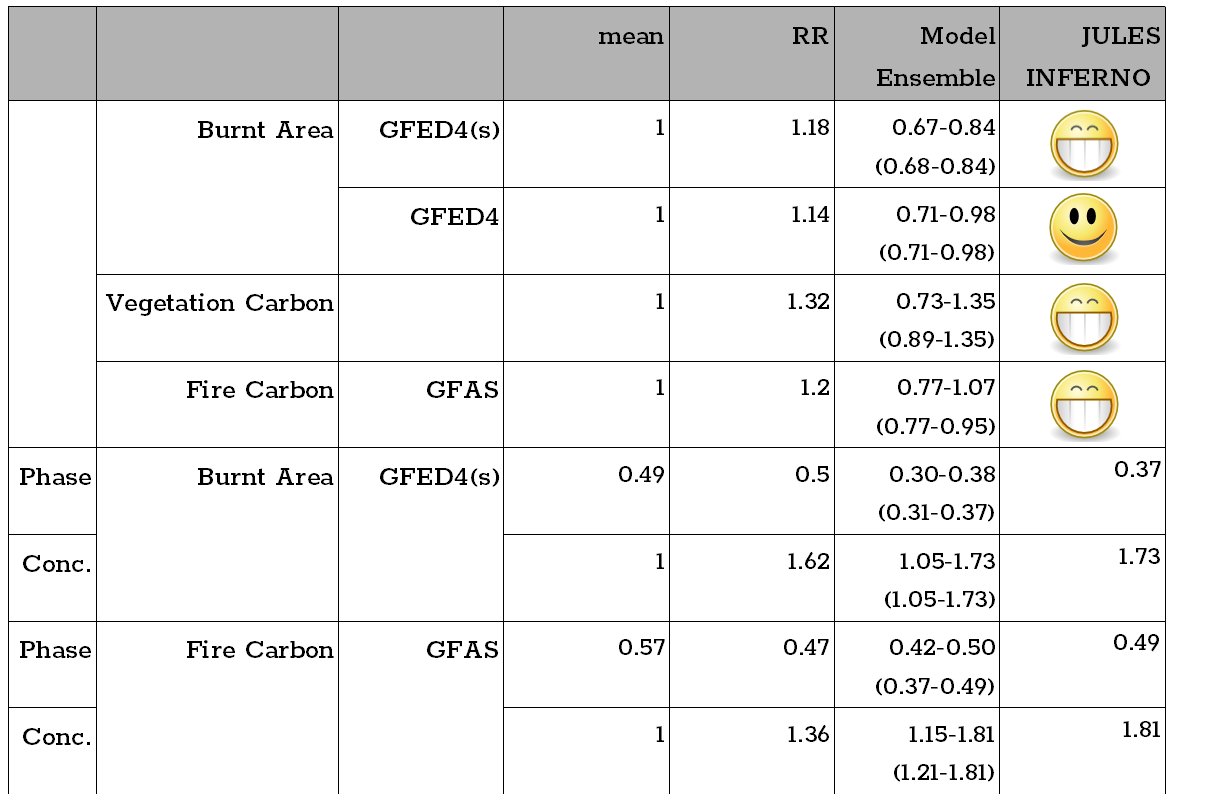 mean RR Model JULES
Ensemble INFERNO
Burnt Area GFED4(s) 1 1.18 0.67-0.84
(0.68-0.84)
GFED4 1 1.14 0.71-0.98
(0.71-0.98)
Vegetation Carbon 1 1.32 0.73-1.35
(0.89-1.35)
Fire Carbon GFAS 1 1.2 0.77-1.07
(0.77-0.95)
Phase Burnt Area GFED4(s) 0.49 0.5 0.30-0.38 0.37
(0.31-0.37)
Conc. 1 1.62 1.05-1.73 1.73
(1.05-1.73)
Phase Fire Carbon GFAS 0.57 0.47 0.42-0.50 0.49
(0.37-0.49)
Conc. 1 1.36 1.15-1.81 1.81
(1.21-1.81)